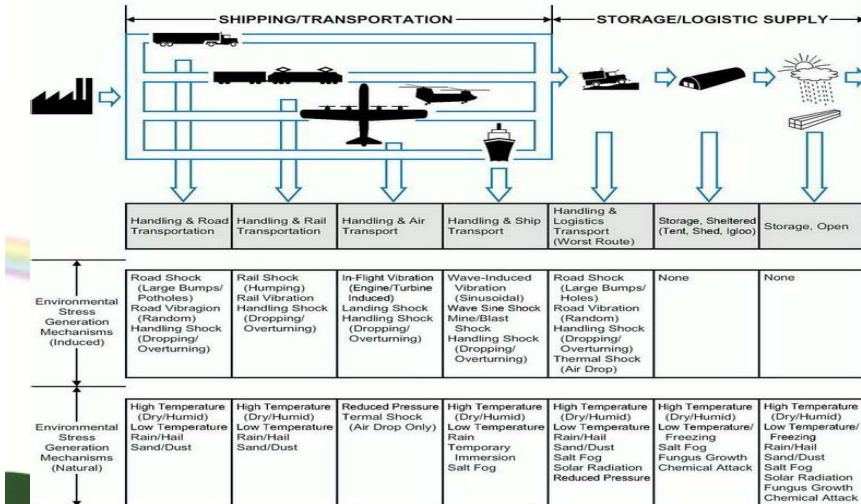 SHIPPING/TRANSPORTATION
STORAGE/LOGISTIC SUPPLY
Handling & Road
Transportation
Handling & Rail
Transportation
Handling & Air
Transport
Handling & Ship
Transport
Handling &
Logistics
Transport
(Worst Route)
Storage, Sheltered
(Tent, Shed, Igloo)
Storage, Open
Environmental
Stress
Generation
Mechanisms
(Induced)
Road Shock
(Large Bumps/
Potholes)
Road Vibragion
(Random)
Handling Shock
(Dropping/
Overturning)
Rail Shock
(Humping)
Rail Vibration
Handling Shock
(Dropping/
Overturning)
In-Flight Vibration
(Engine/Turbine
Induced)
Landing Shock
Handling Shock
(Dropping/
Overturning)
Wave-Induced
Vibration
(Sinusoidal)
Wave Sine Shock
Mine/Blast
Shock
Handling Shock
(Dropping/
Overturning)
Road Shock
(Large Bumps/
Holes)
Road Vibration
(Random)
Handling Shock
(Dropping/
Overturning)
Thermal Shock
(Air Drop)
None
None
Environmental
Stress
Generation
Mechanisms
(Natural)
High Temperature
(Dry/Humid)
Low Temperature
Rain/Hail
Sand/Dust
High Temperature
(Dry/Humid)
Low Temperature
Rain/Hail
Sand/Dust
Reduced Pressure
Termal Shock
(Air Drop Only)
High Temperature
(Dry/Humid)
Low Temperature
Rain
Temporary
Immersion
Salt Fog
High Temperature
(Dry/Humid)
Low Temperature
Rain/Hail
Sand/Dust
Salt Fog
Solar Radiation
Reduced Pressure
High Temperature
(Dry/Humid)
Low Temperature/
Freezing
Salt Fog
Fungus Growth
Chemical Attack
High Temperature
(Dry/Humid)
Low Temperature/
Freezing
Rain/Hail
Sand/Dust
Salt Fog
Solar Radiation
Fungus Growth
Chemical Attack